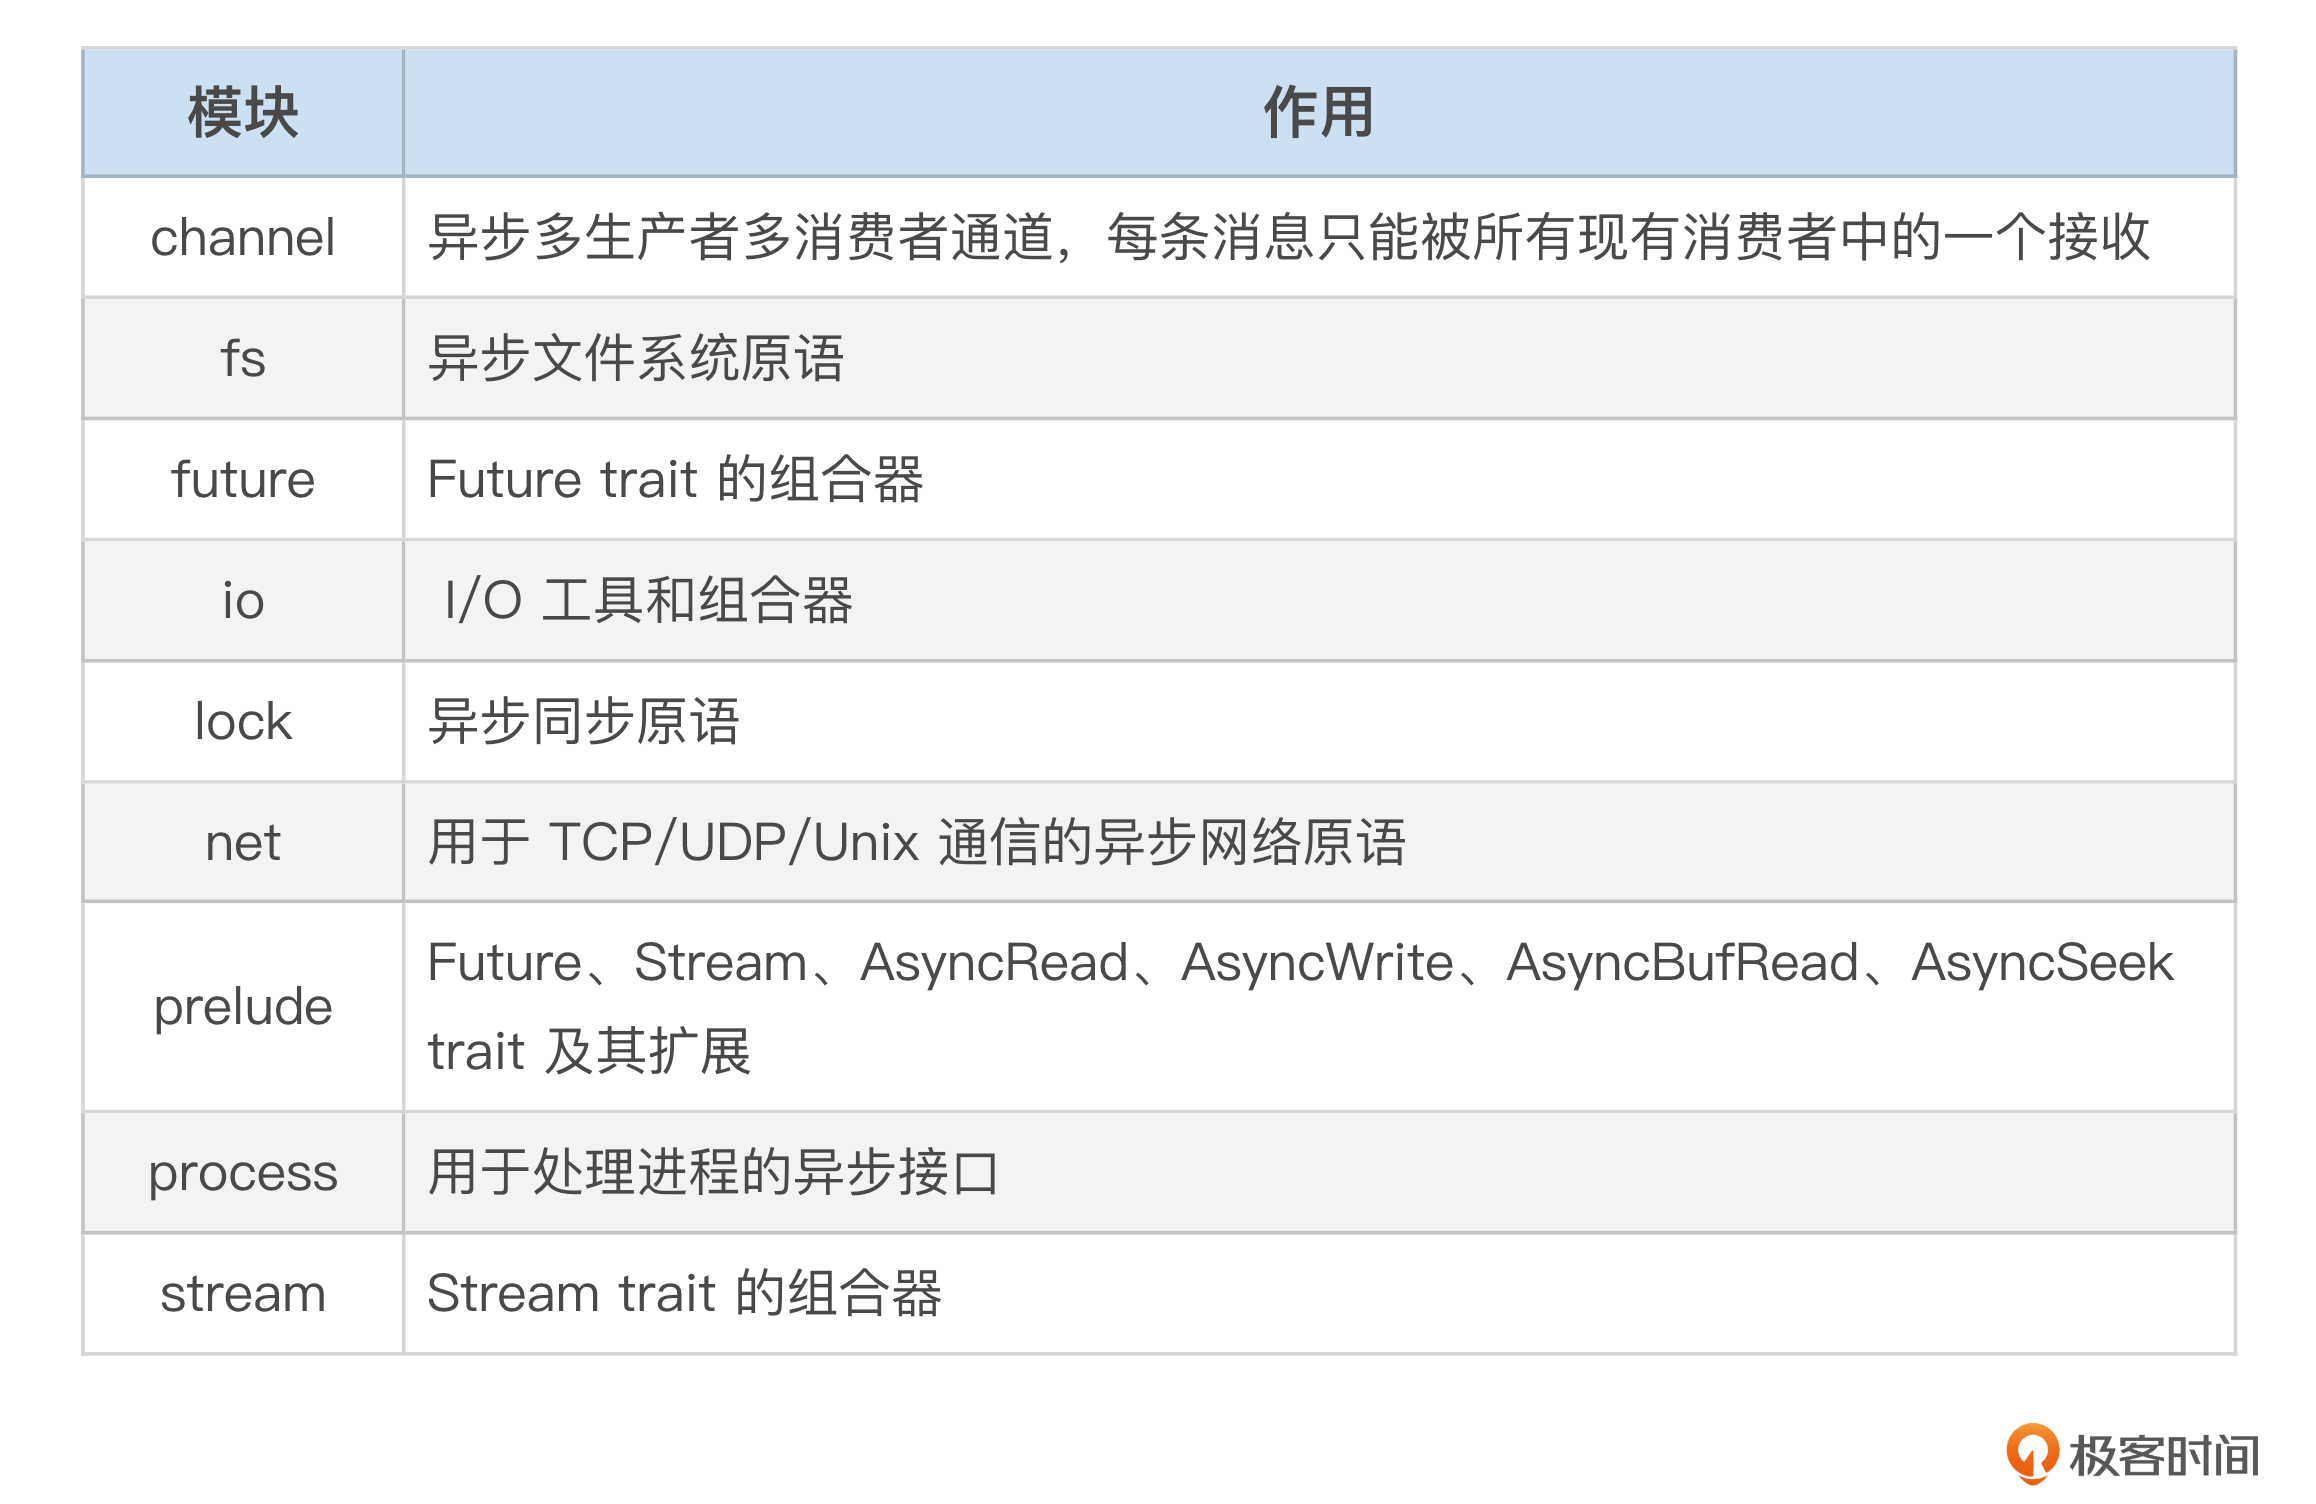 模块 作用
channel 异步多生产者多消费者通道，每条消息只能被所有现有消费者中的一个接收
fs 异步文件系统原语
future Future trait 的组合器
io I/O 工具和组合器
lock 异步同步原语
net 用于 TCP/UDP/Unix 通信的异步网络原语
prelude Future、Stream、AsyncRead、AsyncWrite、AsyncBufRead、AsyncSeek
trait 及其扩展
process 用于处理进程的异步接口
stream Stream trait 的组合器
极客时间